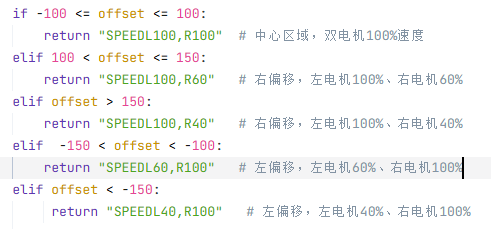 if -100 <= offset <= 100:
    return "SPEEDL100,R100"  # 中心区域，双电机100%速度
elif 100 < offset <= 150:
    return "SPEEDL100,R60"  # 右偏移，左电机100%、右电机60%
elif offset > 150:
    return "SPEEDL100,R40"  # 右偏移，左电机100%、右电机40%
elif  -150 < offset < -100:
    return "SPEEDL60,R100"  # 左偏移，左电机60%、右电机100%
elif offset < -150:
     return "SPEEDL40,R100"  # 左偏移，左电机40%、右电机100%